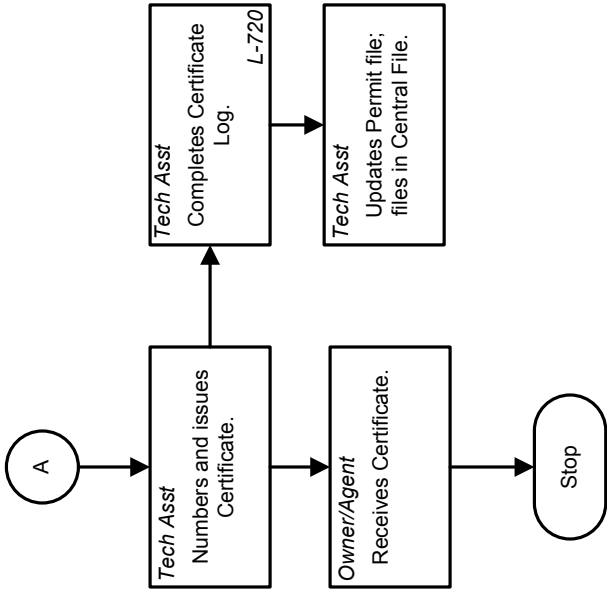 A
Tech Asst
Numbers and issues
Certificate.
Owner/Agent
Receives Certificate.
Stop
Tech Asst
Completes Certificate
Log.
L-720
Tech Asst
Updates Permit file;
files in Central File.